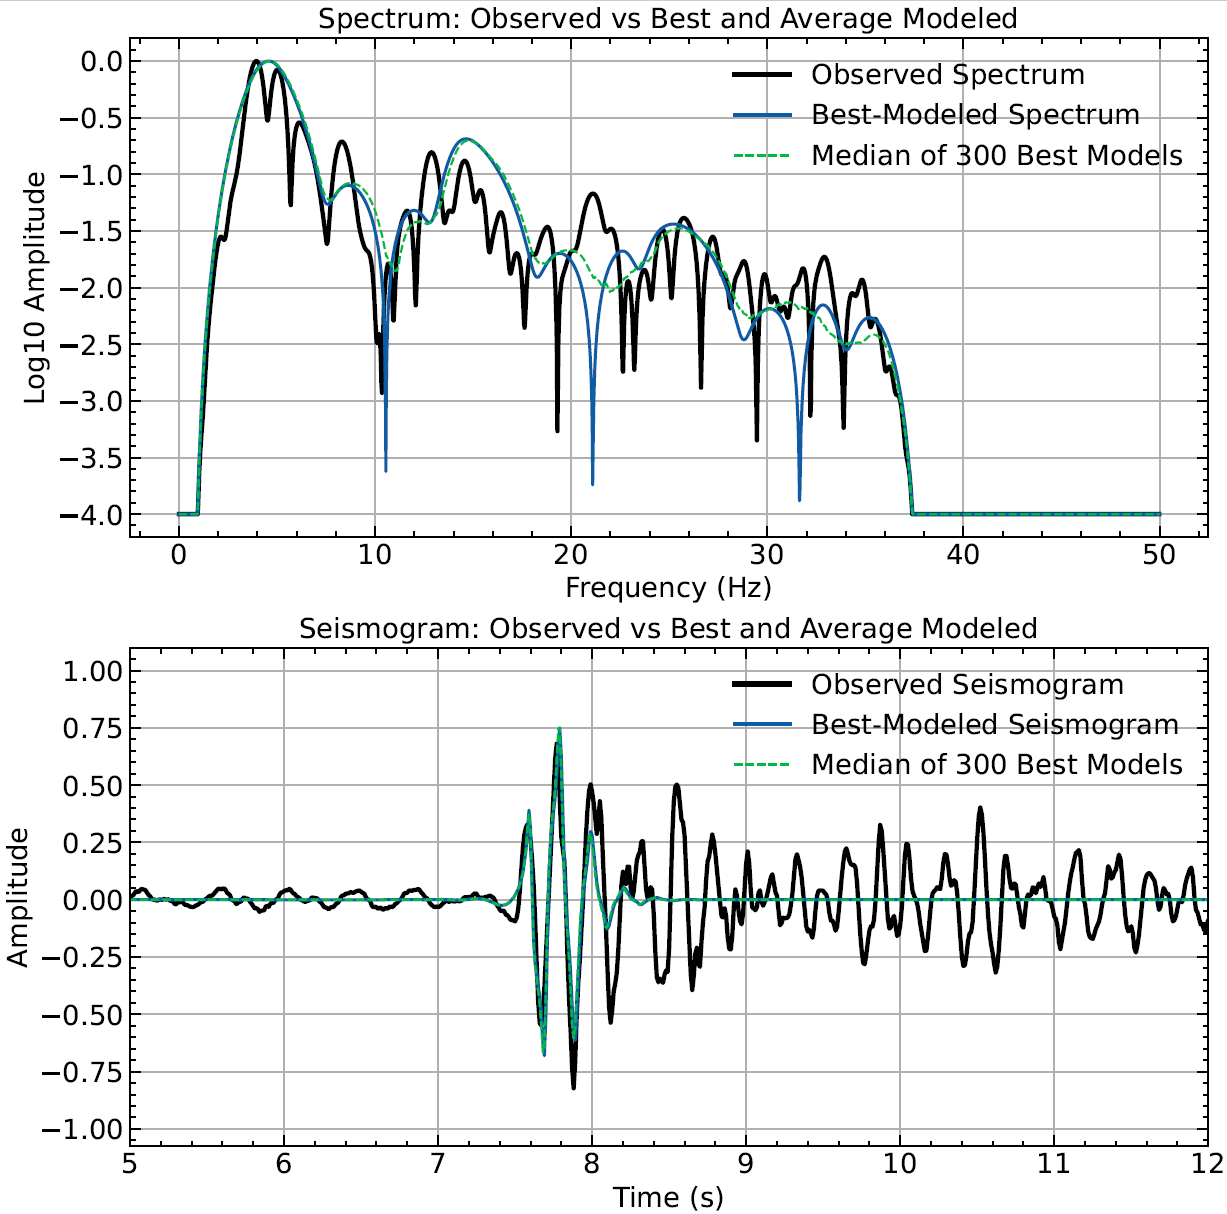 Spectrum: Observed vs Best and Average Modeled
Observed Spectrum
Best-Modeled Spectrum
Median of 300 Best Models
Log10 Amplitude
0.0
−0.5
−1.0
−1.5
−2.0
−2.5
−3.0
−3.5
−4.0
0 10 20 30 40 50
Frequency (Hz)
Seismogram: Observed vs Best and Average Modeled
Observed Seismogram
Best-Modeled Seismogram
Median of 300 Best Models
Amplitude
1.00
0.75
0.50
0.25
0.00
−0.25
−0.50
−0.75
−1.00
5 6 7 8 9 10 11 12
Time (s)